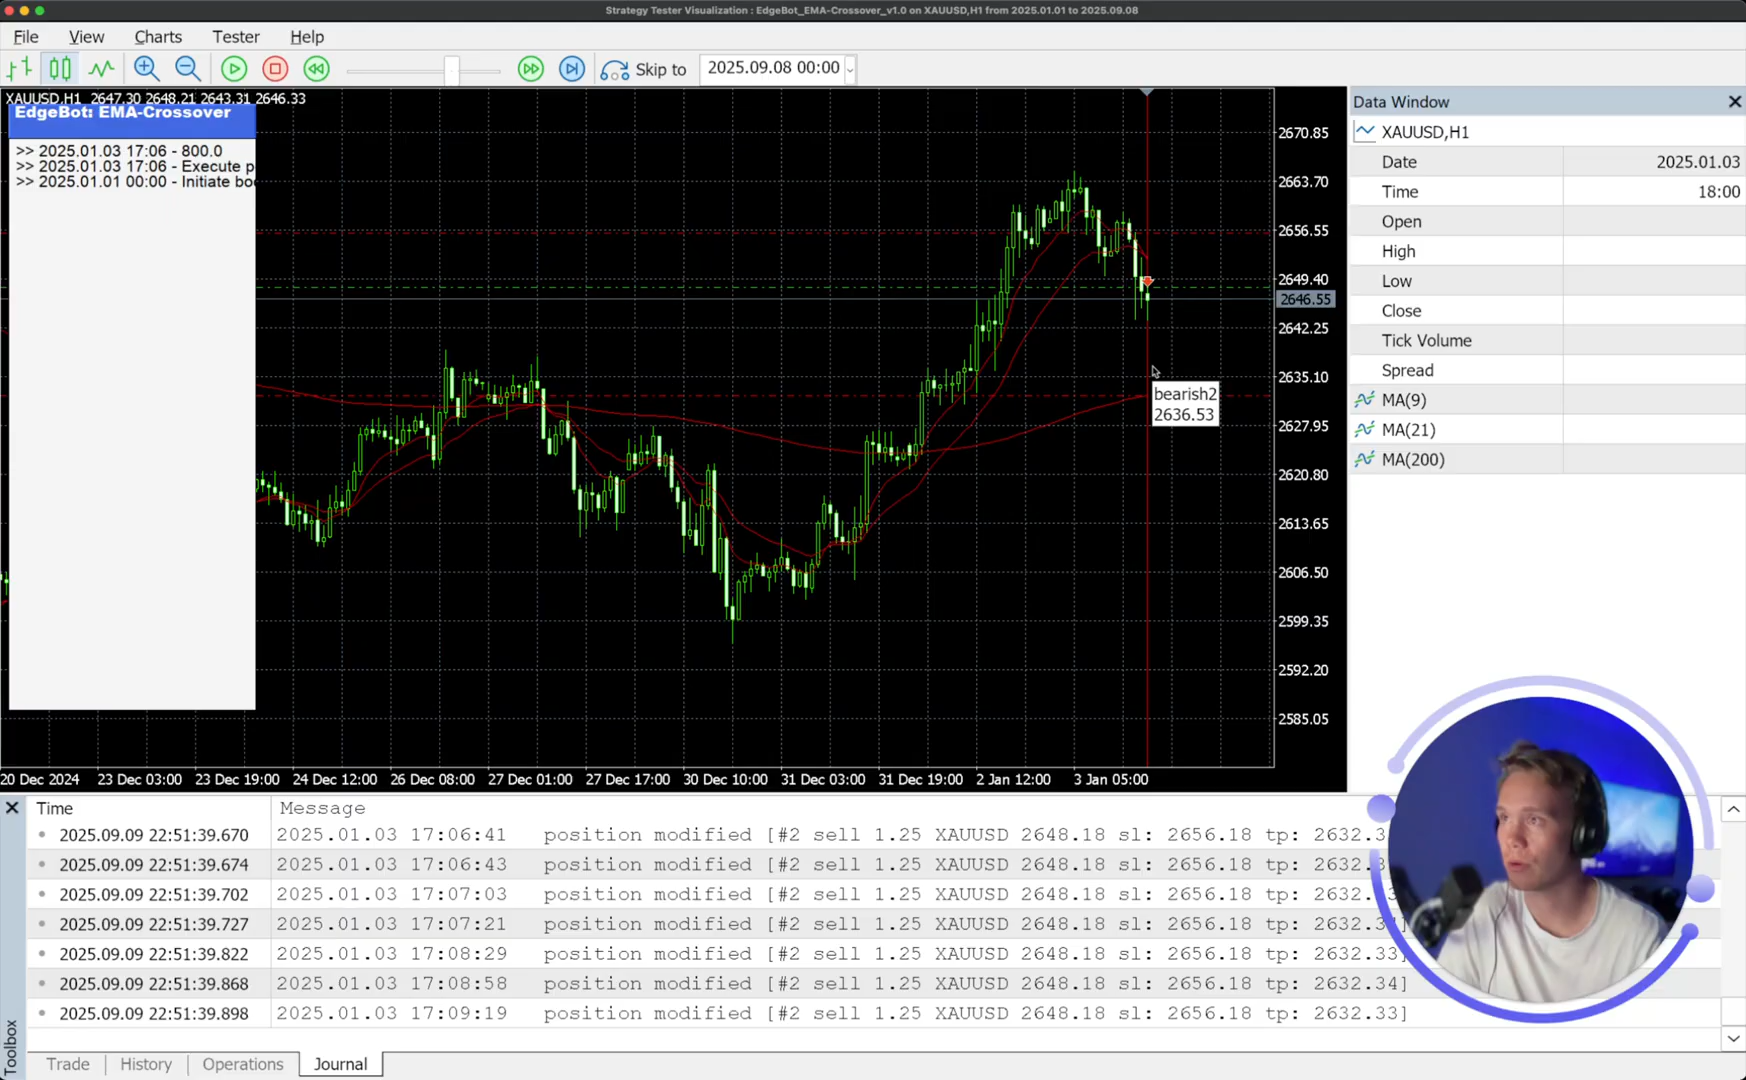 Strategy Tester Visualization : EdgeBot_EMA-Crossover_v1.0 on XAUUSD,H1 from 2025.01.01 to 2025.09.08
File View Charts Tester Help
Skip to 2025.09.08 00:00
XAUUSD,H1 2647.30 2648.21 2643.31 2646.33
EdgeBot: EMA-Crossover
>> 2025.01.03 17:06 - 800.0
>> 2025.01.03 17:06 - Execute p
>> 2025.01.01 00:00 - Initiate bo
2670.85
2663.70
2656.55
2649.40
2646.55
2642.25
2635.10
2627.95
2620.80
2613.65
2606.50
2599.35
2592.20
2585.05
bearish2
2636.53
20 Dec 2024 23 Dec 03:00 23 Dec 19:00 24 Dec 12:00 26 Dec 08:00 27 Dec 01:00 27 Dec 17:00 30 Dec 10:00 31 Dec 03:00 31 Dec 19:00 2 Jan 12:00 3 Jan 05:00
Data Window
XAUUSD,H1
Date 2025.01.03
Time 18:00
Open
High
Low
Close
Tick Volume
Spread
MA(9)
MA(21)
MA(200)
Time Message
2025.09.09 22:51:39.670 2025.01.03 17:06:41 position modified [#2 sell 1.25 XAUUSD 2648.18 sl: 2656.18 tp: 2632.3
2025.09.09 22:51:39.674 2025.01.03 17:06:43 position modified [#2 sell 1.25 XAUUSD 2648.18 sl: 2656.18 tp: 2632.3
2025.09.09 22:51:39.702 2025.01.03 17:07:03 position modified [#2 sell 1.25 XAUUSD 2648.18 sl: 2656.18 tp: 2632.3
2025.09.09 22:51:39.727 2025.01.03 17:07:21 position modified [#2 sell 1.25 XAUUSD 2648.18 sl: 2656.18 tp: 2632.34]
2025.09.09 22:51:39.822 2025.01.03 17:08:29 position modified [#2 sell 1.25 XAUUSD 2648.18 sl: 2656.18 tp: 2632.33]
2025.09.09 22:51:39.868 2025.01.03 17:08:58 position modified [#2 sell 1.25 XAUUSD 2648.18 sl: 2656.18 tp: 2632.34]
2025.09.09 22:51:39.898 2025.01.03 17:09:19 position modified [#2 sell 1.25 XAUUSD 2648.18 sl: 2656.18 tp: 2632.33]
Toolbox
Trade History Operations Journal